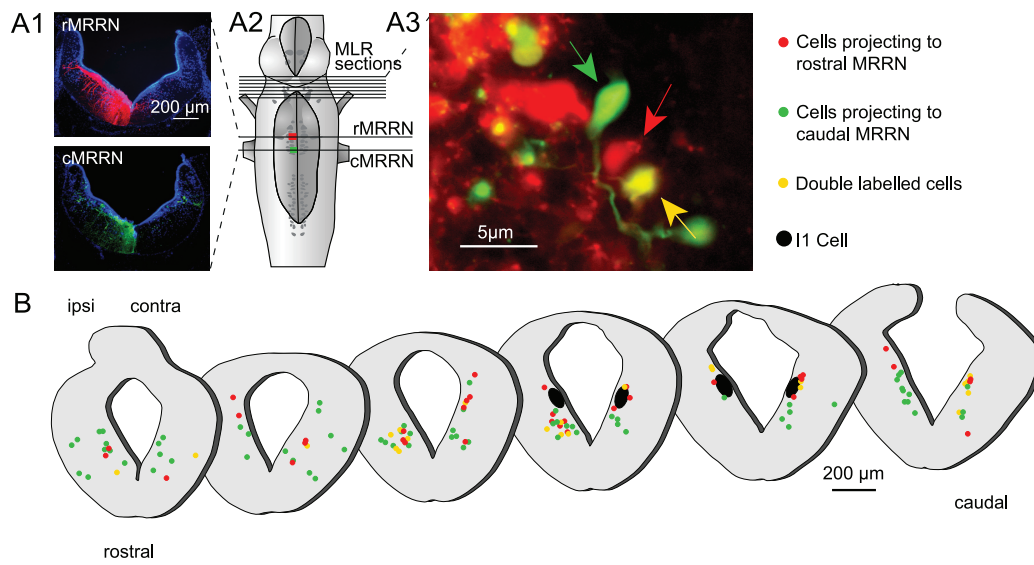 A1
rMRRN
200 µm
cMRRN
A2
MLR
sections
rMRRN
cMRRN
A3
5µm
Cells projecting to
rostral MRRN
Cells projecting to
caudal MRRN
Double labelled cells
I1 Cell
B
ipsi contra
200 µm
rostral
caudal